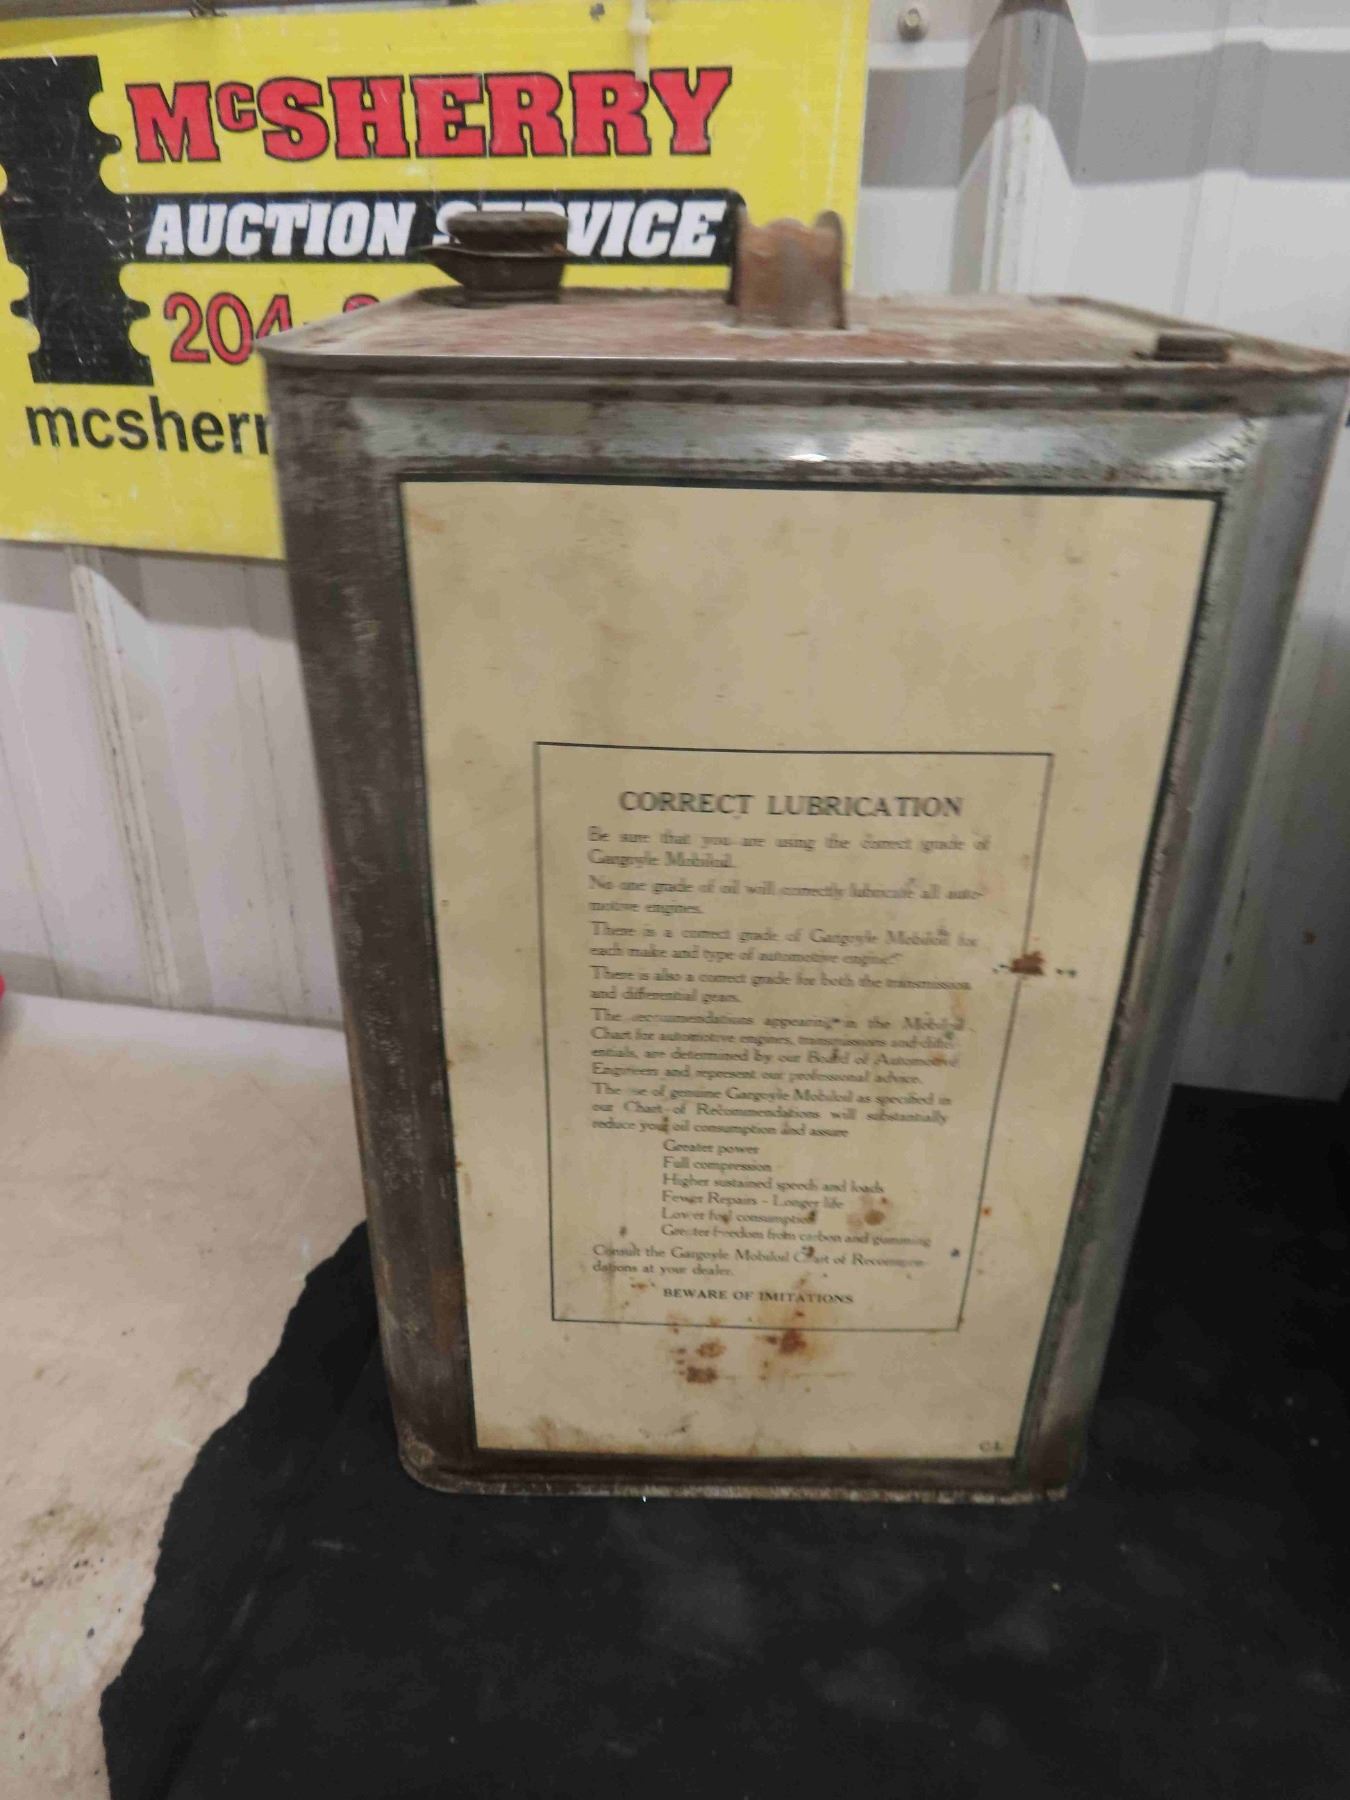 McSHERRY
AUCTION SERVICE
204-
mcsherr
CORRECT LUBRICATION
Be sure that you are using the correct grade of
Gargoyle Mobiloil.
No one grade of oil will correctly lubricate all auto-
motive engines.
There is a correct grade of Gargoyle Mobiloil for
each make and type of automotive engine.
There is also a correct grade for both the transmission
and differential gears.
The recommendations appearing in the Mobiloil
Chart for automotive engines, transmissions and differ-
entials, are determined by our Board of Automotive
Engineers and represent our professional advice.
The use of genuine Gargoyle Mobiloil as specified in
our Chart of Recommendations will substantially
reduce your oil consumption and assure
Greater power
Full compression
Higher sustained speeds and loads
Fewer Repairs - Longer life
Lower fuel consumption
Greater freedom from carbon and gumming
Consult the Gargoyle Mobiloil Chart of Recommen-
dations at your dealer.
BEWARE OF IMITATIONS